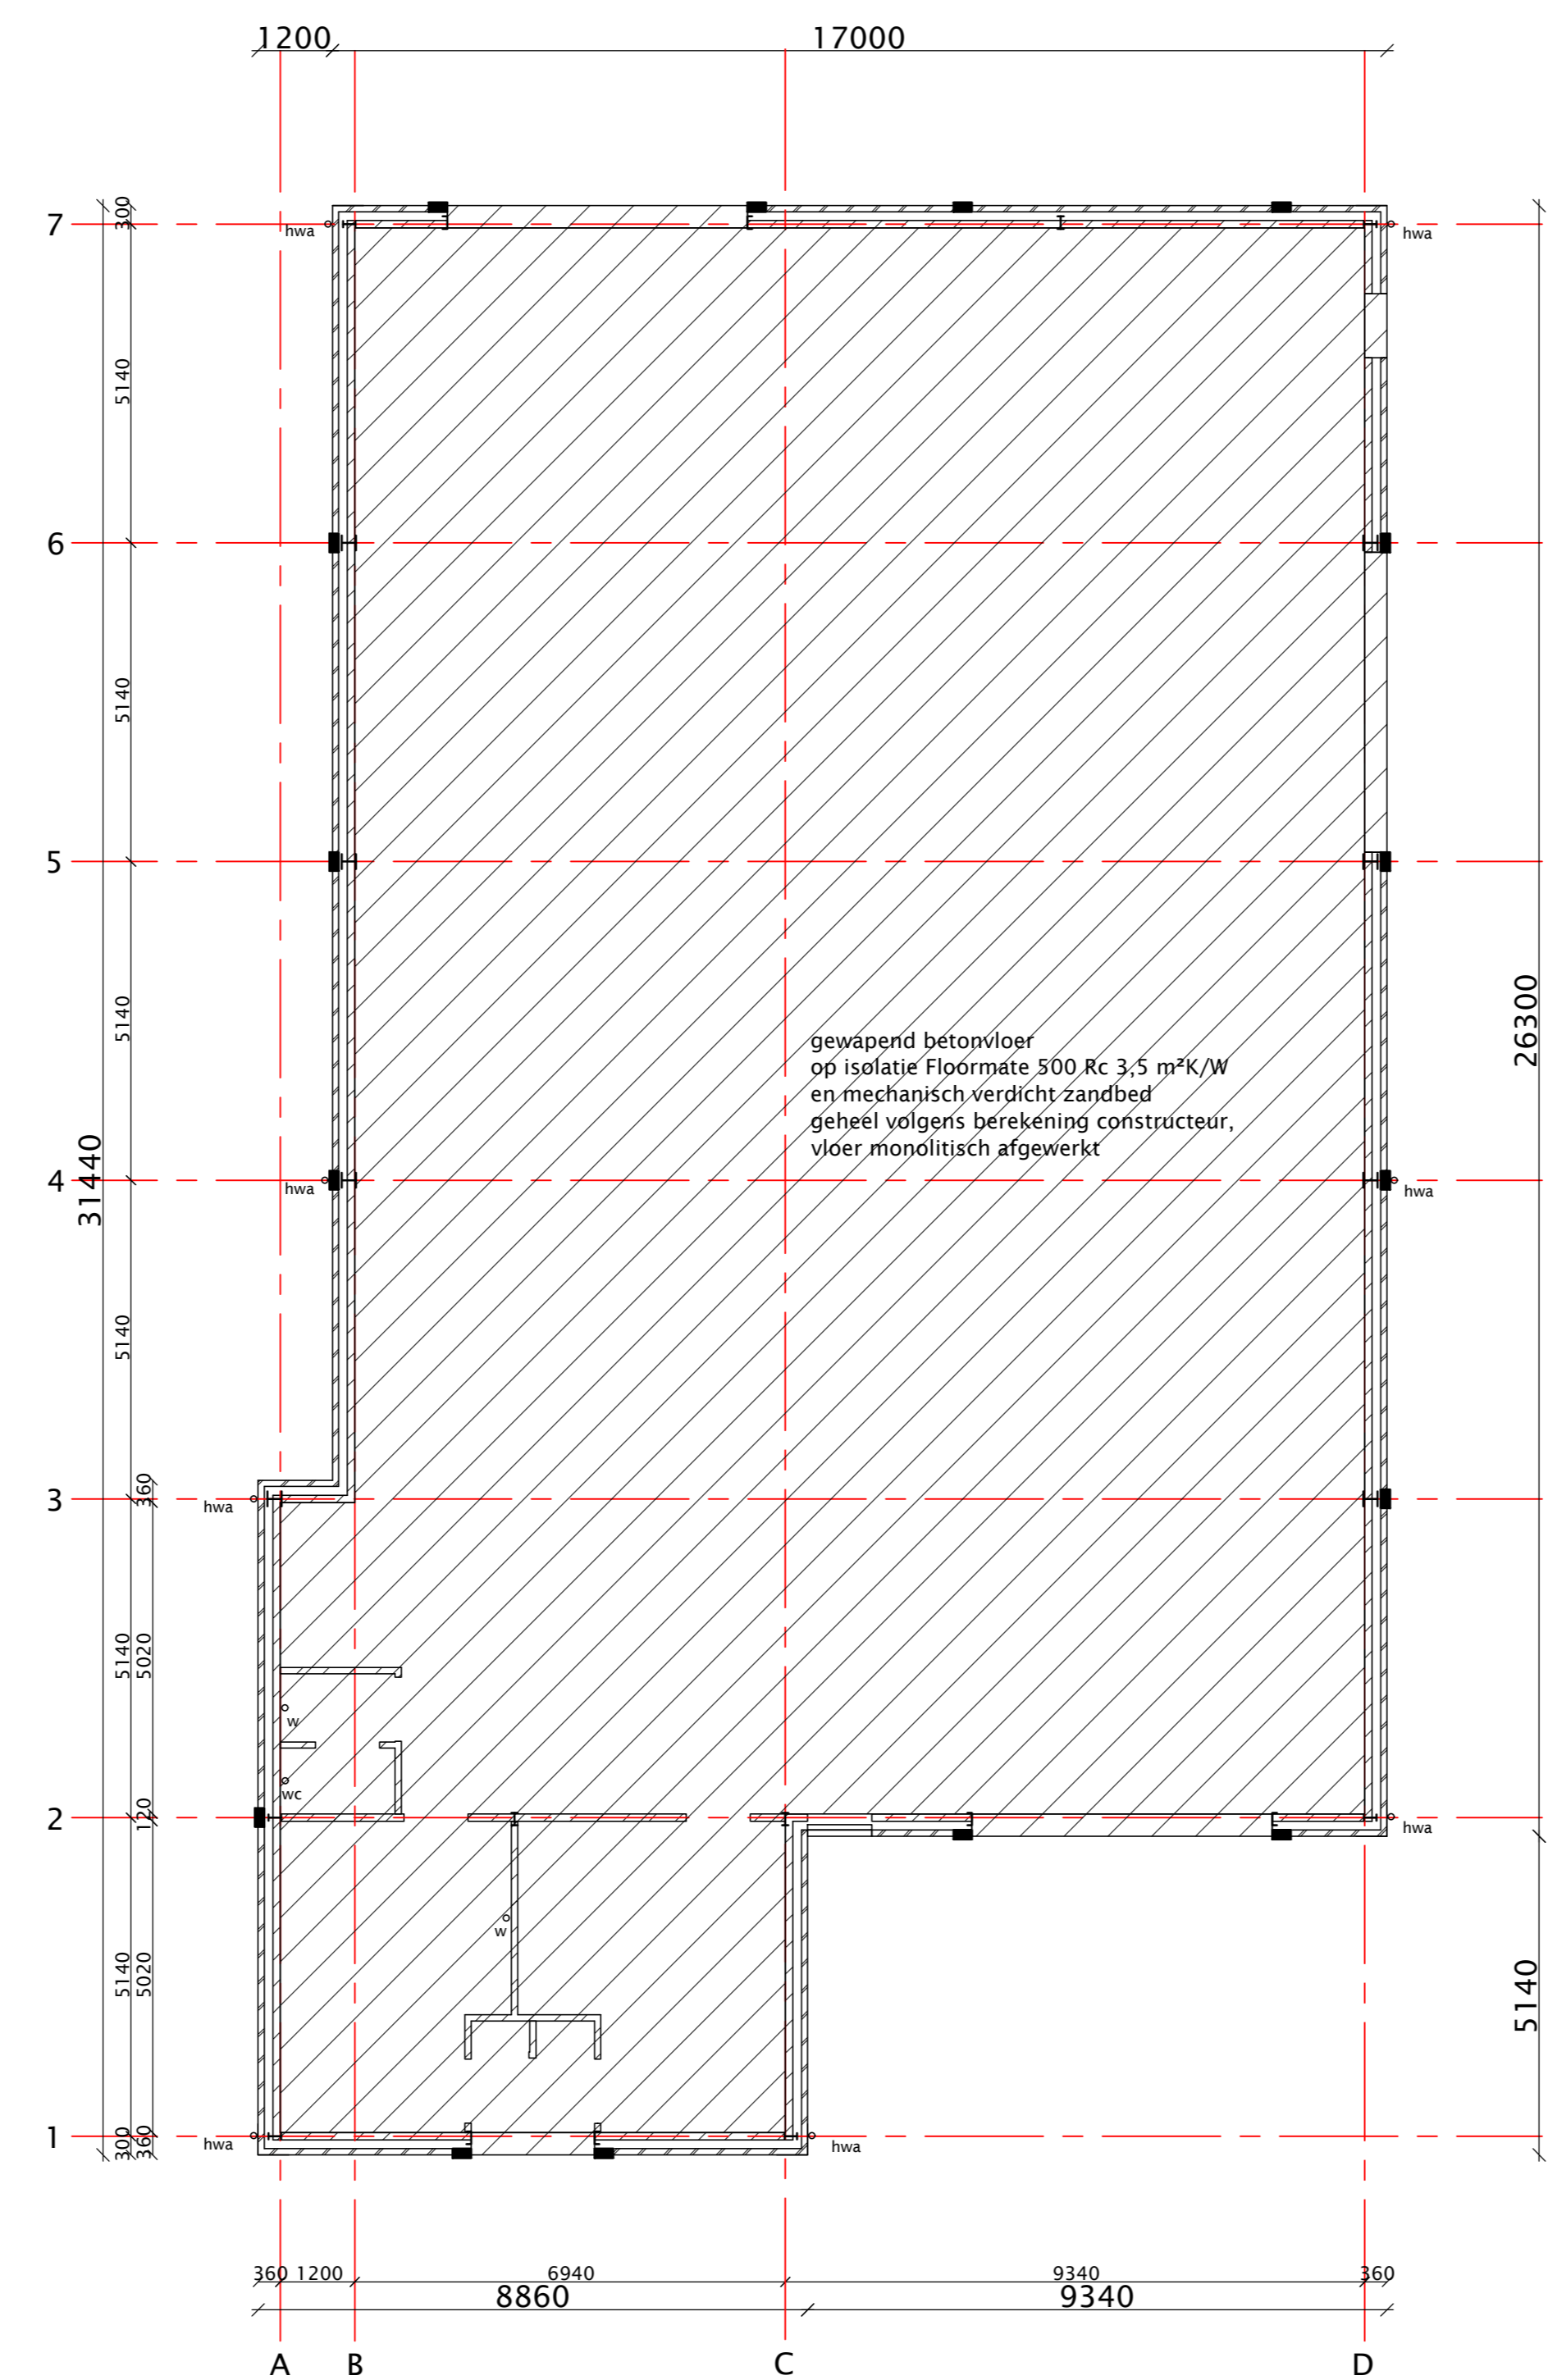 1200 17000
300
7
hwa hwa
5140
6
5140
5
5140
26300
gewapend betonvloer
op isolatie Floormate 500 Rc 3,5 m²K/W
en mechanisch verdicht zandbed
geheel volgens berekening constructeur,
vloer monolitisch afgewerkt
31440
4
hwa hwa
5140
360
3
hwa
5140 5020
w
wc
120
2
hwa
w
5140 5020
5140
1
300 360
hwa hwa
360 1200 6940 9340 360
8860 9340
A B C D